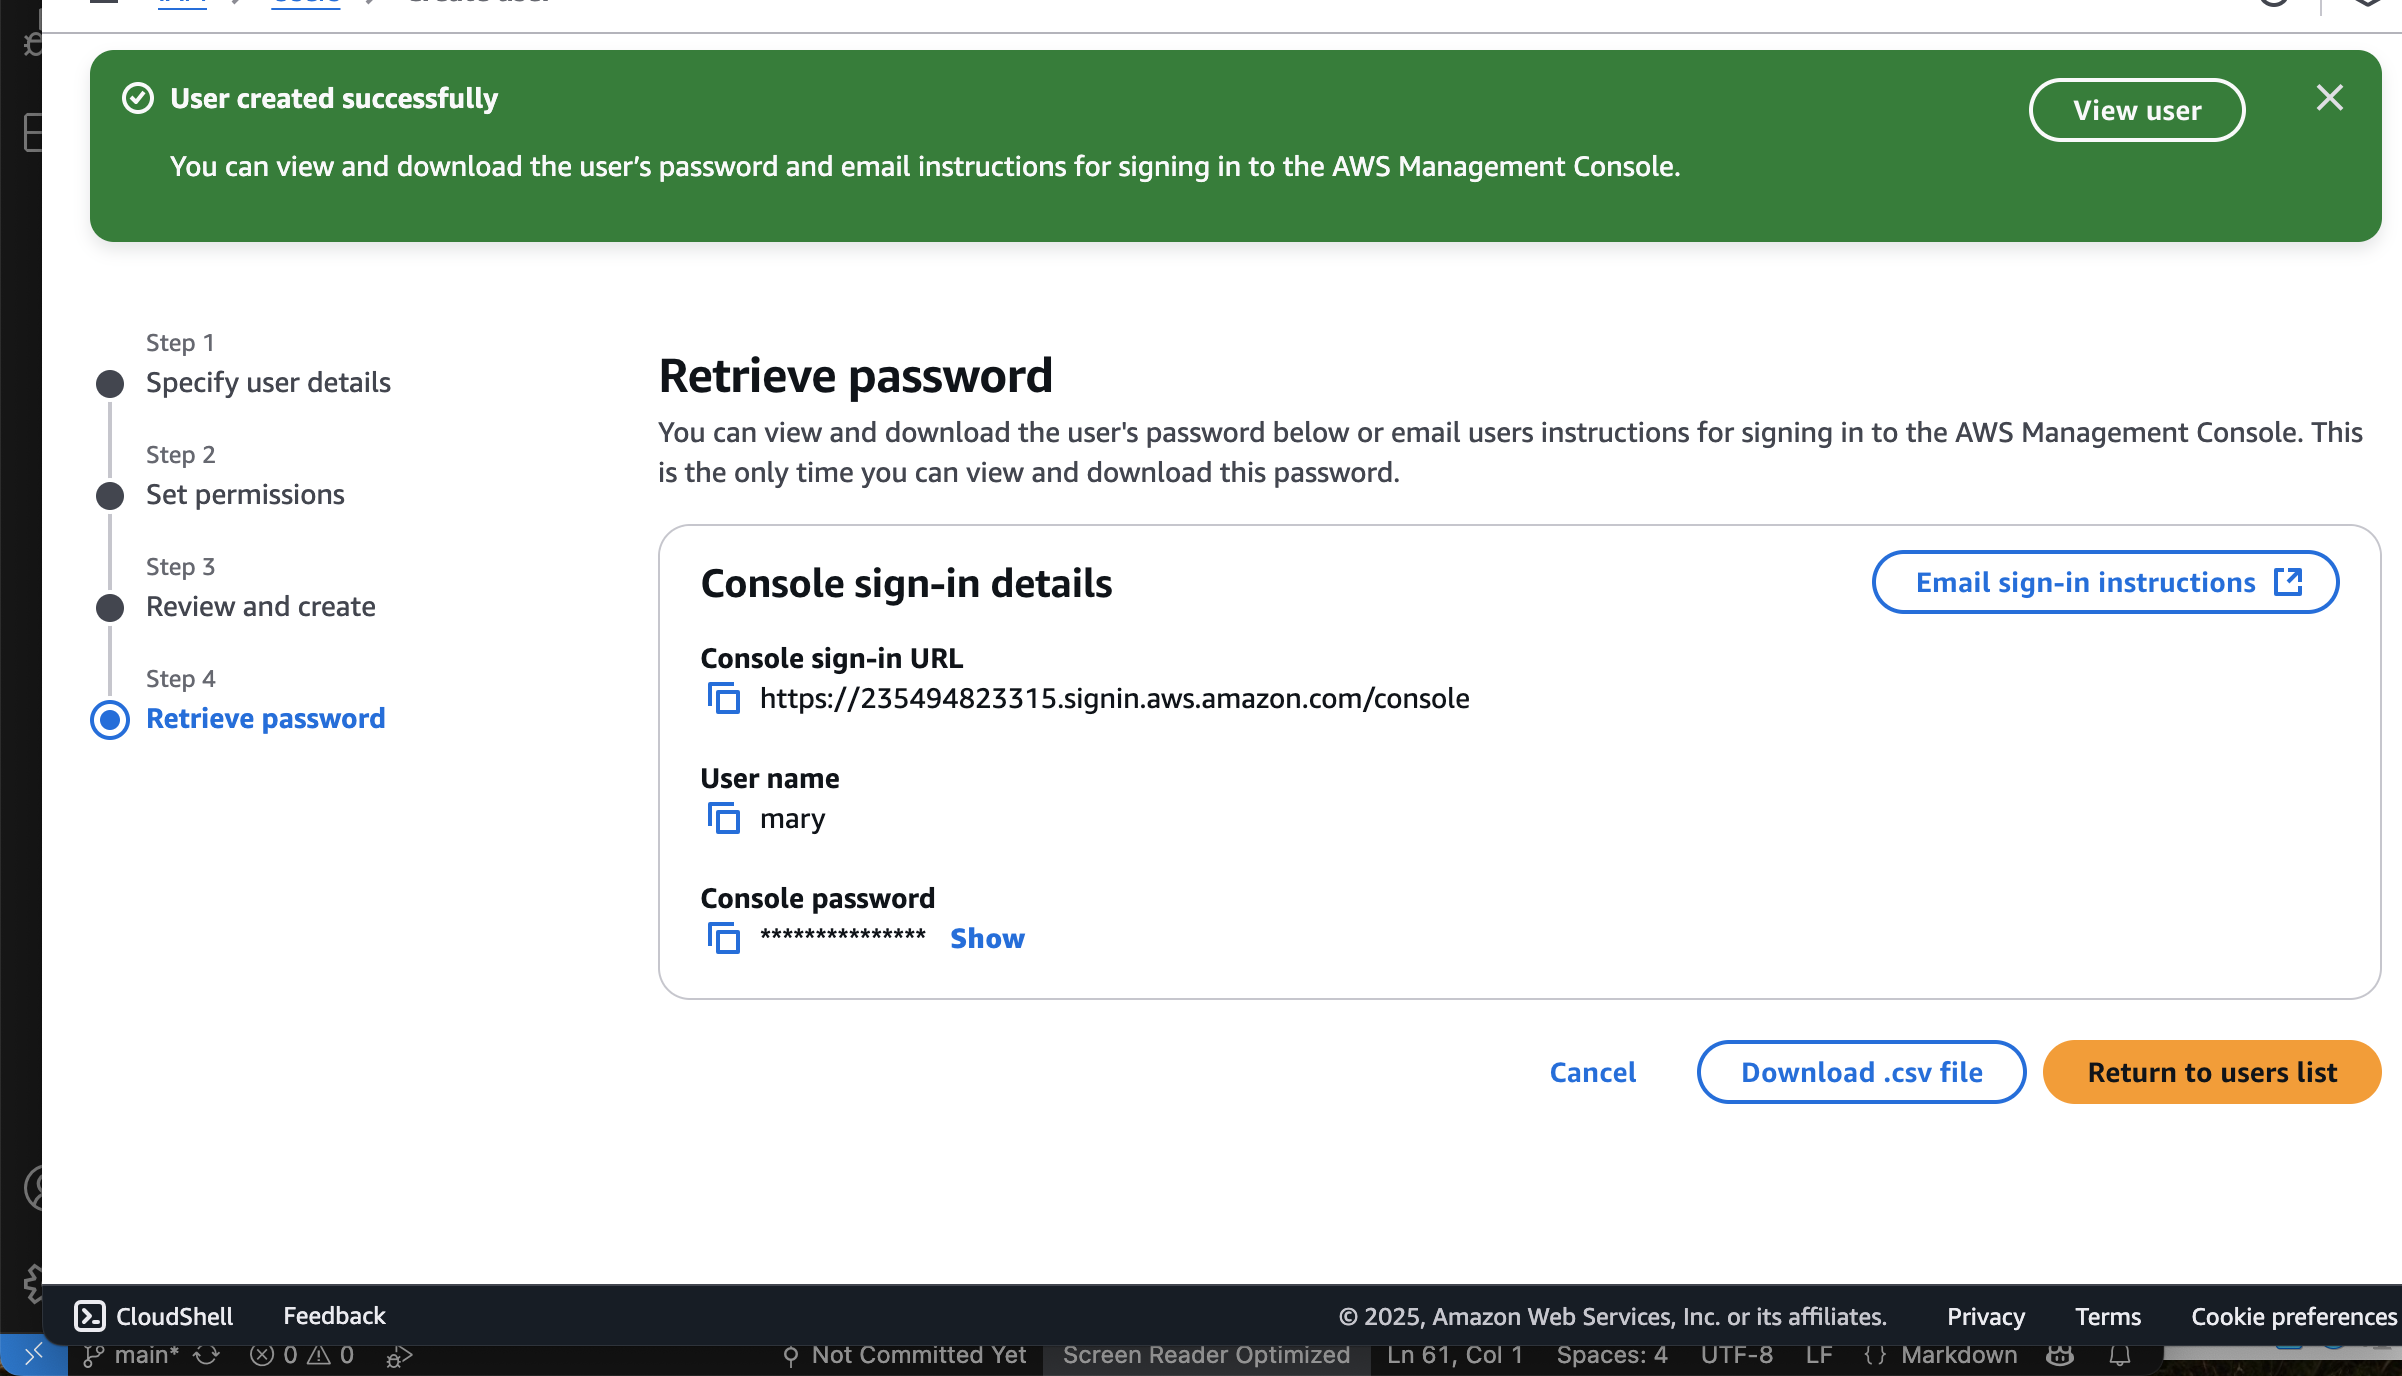 User created successfully
View user
You can view and download the user’s password and email instructions for signing in to the AWS Management Console.
Step 1
Specify user details
Step 2
Set permissions
Step 3
Review and create
Step 4
Retrieve password
Retrieve password
You can view and download the user's password below or email users instructions for signing in to the AWS Management Console. This
is the only time you can view and download this password.
Console sign-in details
Email sign-in instructions
Console sign-in URL
https://235494823315.signin.aws.amazon.com/console
User name
mary
Console password
*************** Show
Cancel
Download .csv file
Return to users list
CloudShell Feedback © 2025, Amazon Web Services, Inc. or its affiliates. Privacy Terms Cookie preferences
main* 0 0 Not Committed Yet Screen Reader Optimized Ln 61, Col 1 Spaces: 4 UTF-8 LF {} Markdown